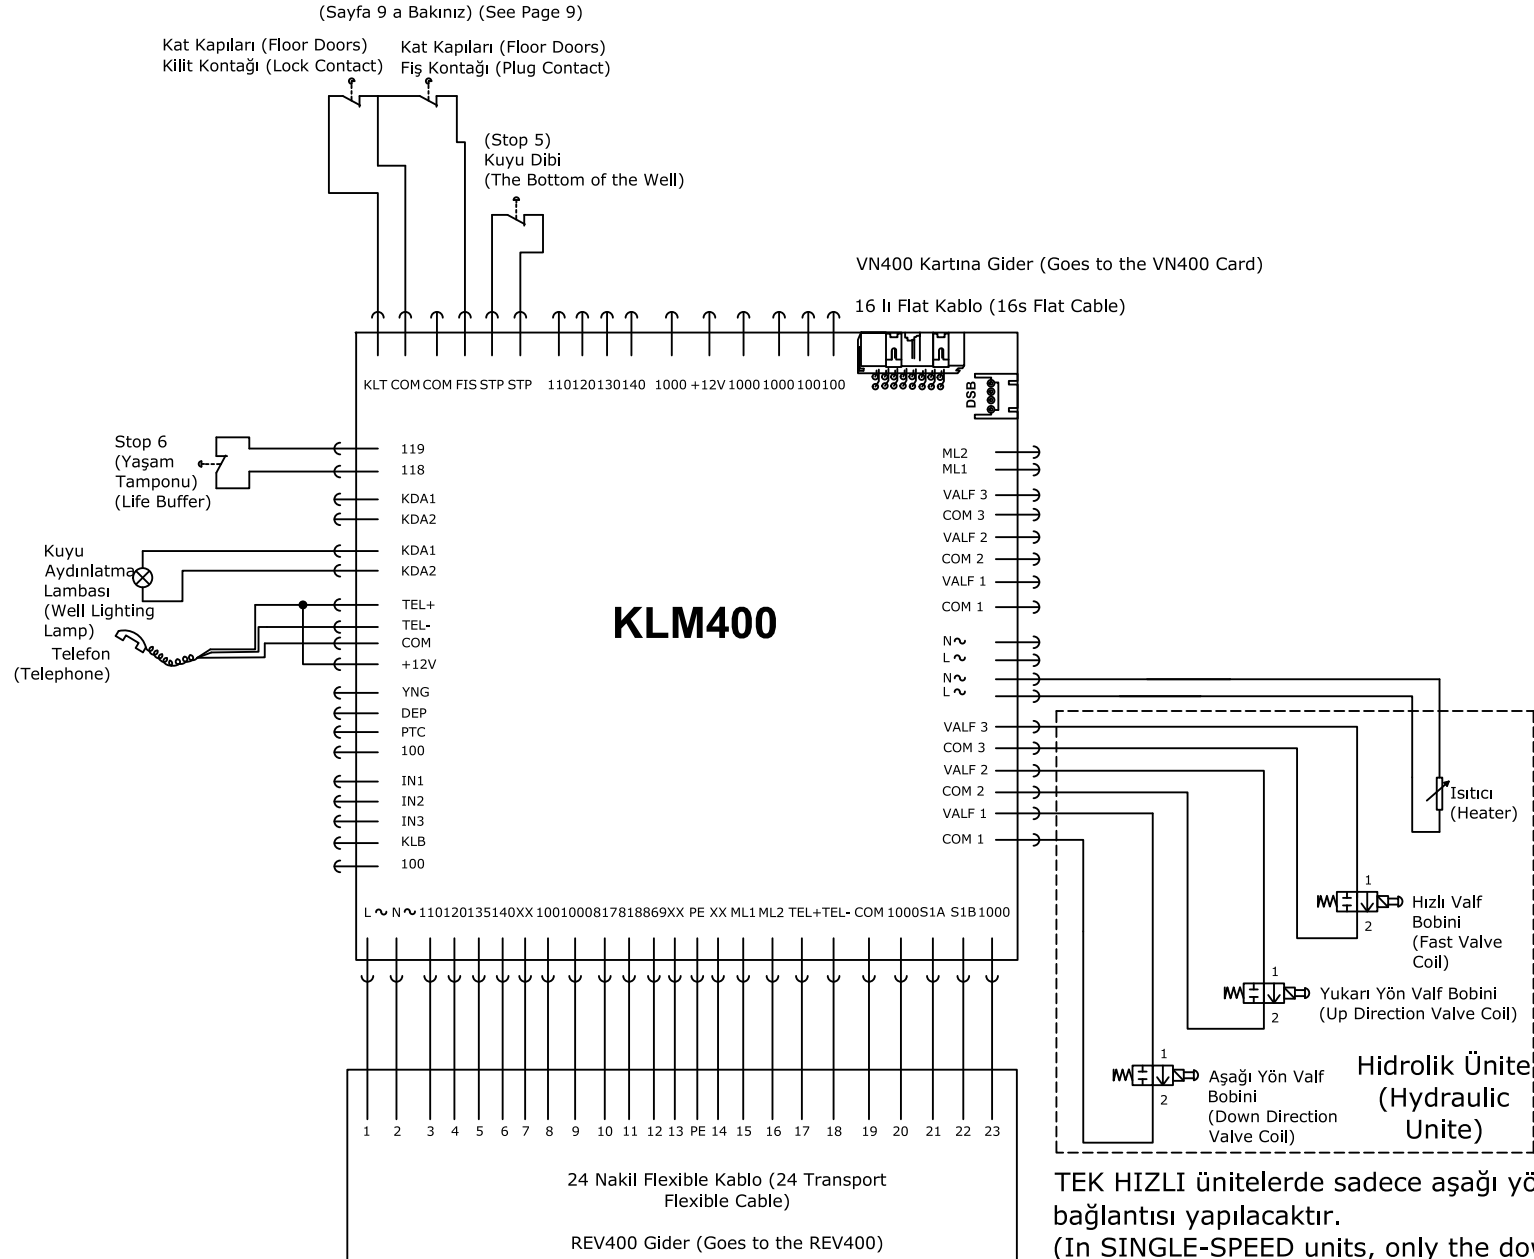 (Sayfa 9 a Bakınız) (See Page 9)
Kat Kapıları (Floor Doors)
Kilit Kontağı (Lock Contact)
Kat Kapıları (Floor Doors)
Fiş Kontağı (Plug Contact)
(Stop 5)
Kuyu Dibi
(The Bottom of the Well)
VN400 Kartına Gider (Goes to the VN400 Card)
16 lı Flat Kablo (16s Flat Cable)
KLT COM COM FIS STP STP 110 120 130 140 1000 +12V 1000 1000 100 100
DSB
Stop 6
(Yaşam
Tamponu)
(Life Buffer)
119
118
KDA1
KDA2
Kuyu
Aydınlatma
Lambası
(Well Lighting
Lamp)
KDA1
KDA2
Telefon
(Telephone)
TEL+
TEL-
COM
+12V
YNG
DEP
PTC
100
IN1
IN2
IN3
KLB
100
KLM400
ML2
ML1
VALF 3
COM 3
VALF 2
COM 2
VALF 1
COM 1
N ~
L ~
N ~
L ~
VALF 3
COM 3
VALF 2
COM 2
VALF 1
COM 1
Isıtıcı
(Heater)
1
2
Hızlı Valf
Bobini
(Fast Valve
Coil)
1
2
Yukarı Yön Valf Bobini
(Up Direction Valve Coil)
1
2
Aşağı Yön Valf
Bobini
(Down Direction
Valve Coil)
Hidrolik Ünite
(Hydraulic
Unite)
L ~ N ~ 110 120 135 140 XX 100 1000 817 818 869 XX PE XX ML1 ML2 TEL+ TEL- COM 1000 S1A S1B 1000
1 2 3 4 5 6 7 8 9 10 11 12 13 PE 14 15 16 17 18 19 20 21 22 23
24 Nakil Flexible Kablo (24 Transport
Flexible Cable)
REV400 Gider (Goes to the REV400)
TEK HIZLI ünitelerde sadece aşağı yö
bağlantısı yapılacaktır.
(In SINGLE-SPEED units, only the dow